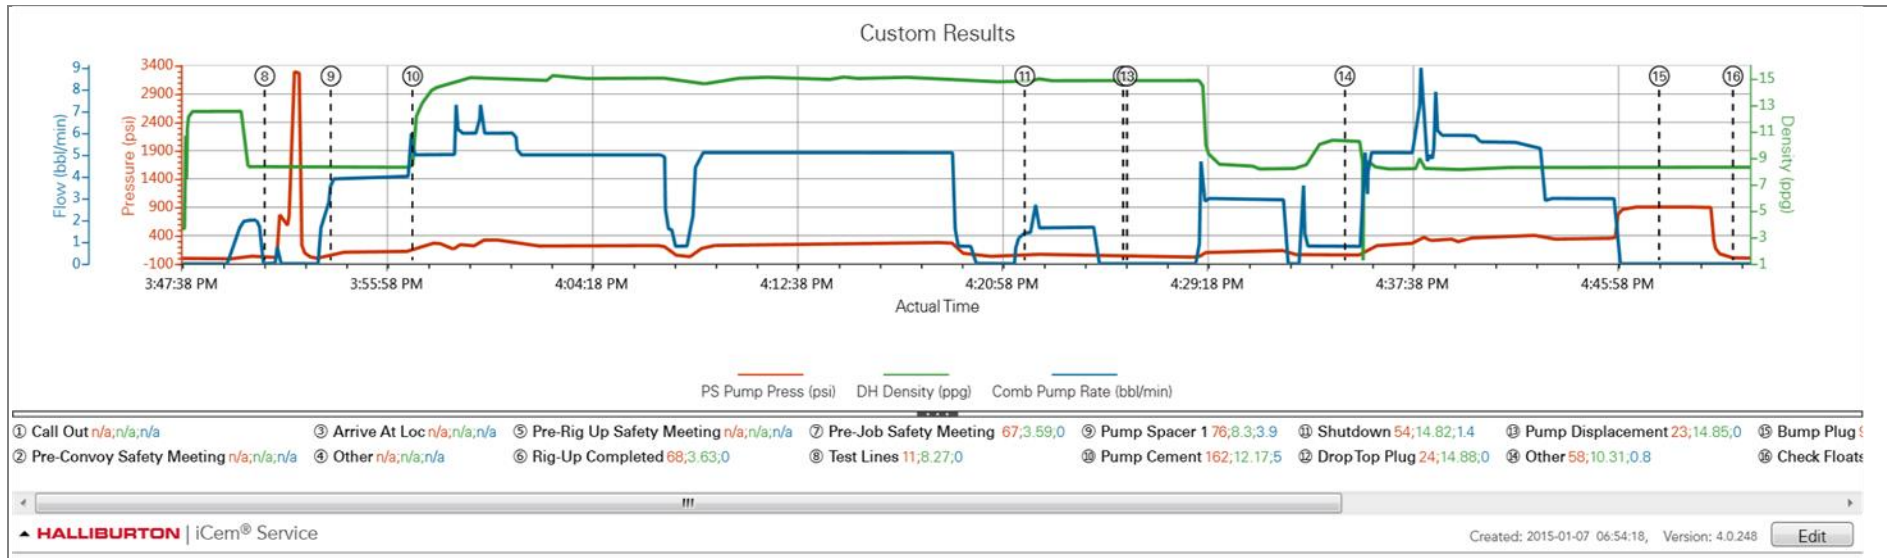 Custom Results
9 8 7 6 5 4 3 2 1 0
Flow (bbl/min)
3400 2900 2400 1900 1400 900 400 -100
Pressure (psi)
⑧ ⑨ ⑩ ⑪ ⑬ ⑭ ⑮ ⑯
15 13 11 9 7 5 3 1
Density (ppg)
3:47:38 PM 3:55:58 PM 4:04:18 PM 4:12:38 PM 4:20:58 PM 4:29:18 PM 4:37:38 PM 4:45:58 PM
Actual Time
PS Pump Press (psi) DH Density (ppg) Comb Pump Rate (bbl/min)
① Call Out n/a;n/a;n/a ③ Arrive At Loc n/a;n/a;n/a ⑤ Pre-Rig Up Safety Meeting n/a;n/a;n/a ⑦ Pre-Job Safety Meeting 67;3.59;0 ⑨ Pump Spacer 1 76;8.3;3.9 ⑪ Shutdown 54;14.82;1.4 ⑬ Pump Displacement 23;14.85;0 ⑮ Bump Plug
② Pre-Convoy Safety Meeting n/a;n/a;n/a ④ Other n/a;n/a;n/a ⑥ Rig-Up Completed 68;3.63;0 ⑧ Test Lines 11;8.27;0 ⑩ Pump Cement 162;12.17;5 ⑫ Drop Top Plug 24;14.88;0 ⑭ Other 58;10.31;0.8 ⑯ Check Floats
HALLIBURTON | iCem® Service
Created: 2015-01-07 06:54:18, Version: 4.0.248 Edit